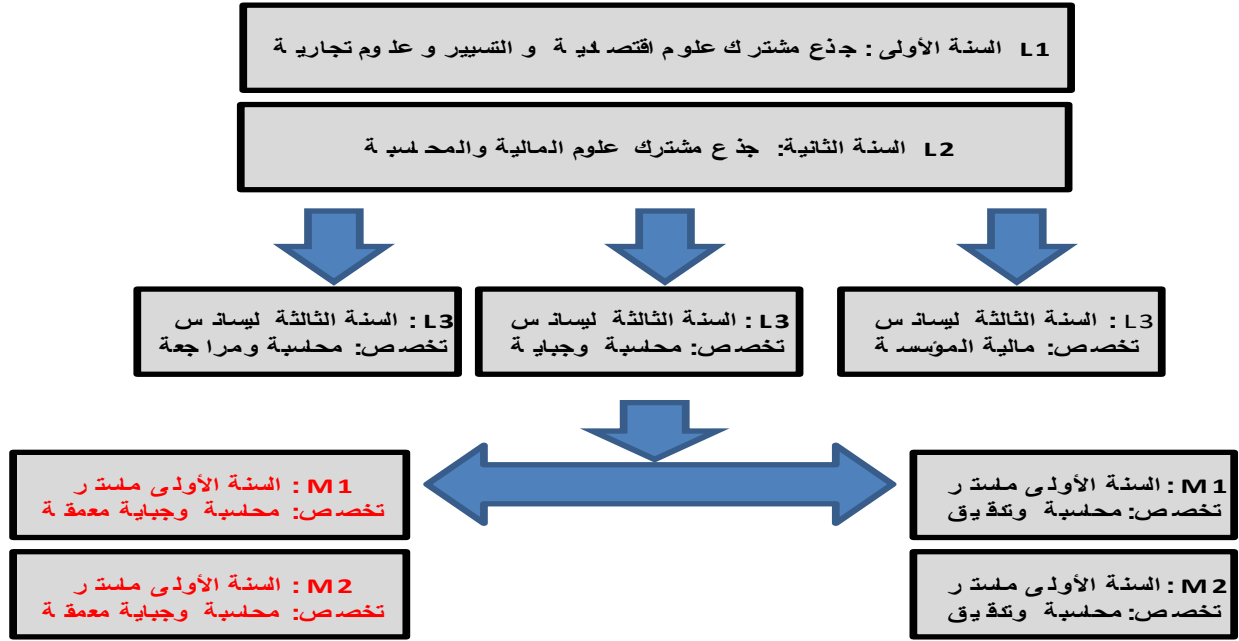 L1 السنة الأولى : جذع مشترك علوم اقتصادية و التسيير و علوم تجارية
L2 السنة الثانية: جذع مشترك علوم المالية والمحاسبة
L3 : السنة الثالثة ليسانس
تخصص: مالية المؤسسة
L3 : السنة الثالثة ليسانس
تخصص: محاسبة وجباية
L3 : السنة الثالثة ليسانس
تخصص: محاسبة ومراجعة
M1 : السنة الأولى ماستر
تخصص: محاسبة وتدقيق
M1 : السنة الأولى ماستر
تخصص: محاسبة وجباية معمقة
M2 : السنة الأولى ماستر
تخصص: محاسبة وتدقيق
M2 : السنة الأولى ماستر
تخصص: محاسبة وجباية معمقة